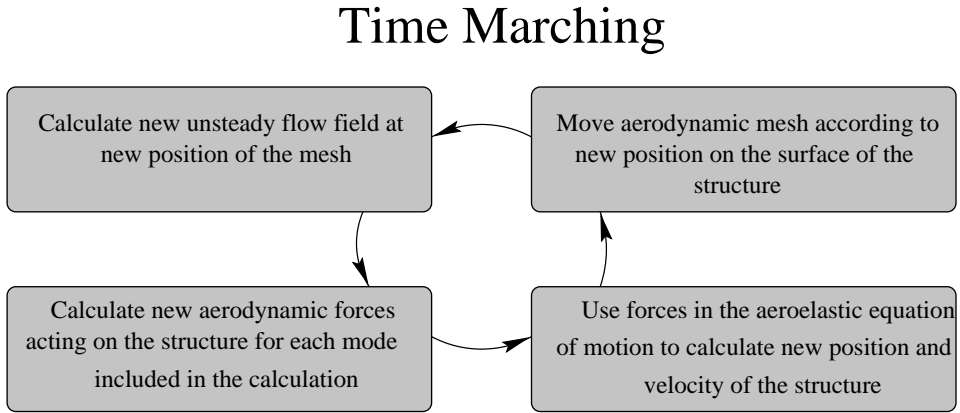 Time Marching
Calculate new unsteady flow field at
new position of the mesh
Move aerodynamic mesh according to
new position on the surface of the
structure
Calculate new aerodynamic forces
acting on the structure for each mode
included in the calculation
Use forces in the aeroelastic equation
of motion to calculate new position and
velocity of the structure